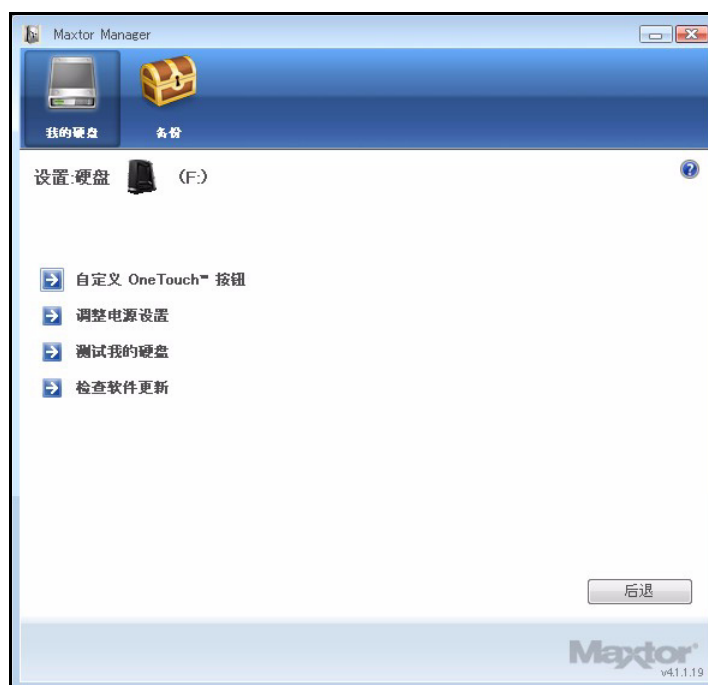 Maxtor Manager
我的硬盘
备份
设置:硬盘 (F:)
自定义 OneTouch™ 按钮
调整电源设置
测试我的硬盘
检查软件更新
后退
Maxtor
v4.1.1.19